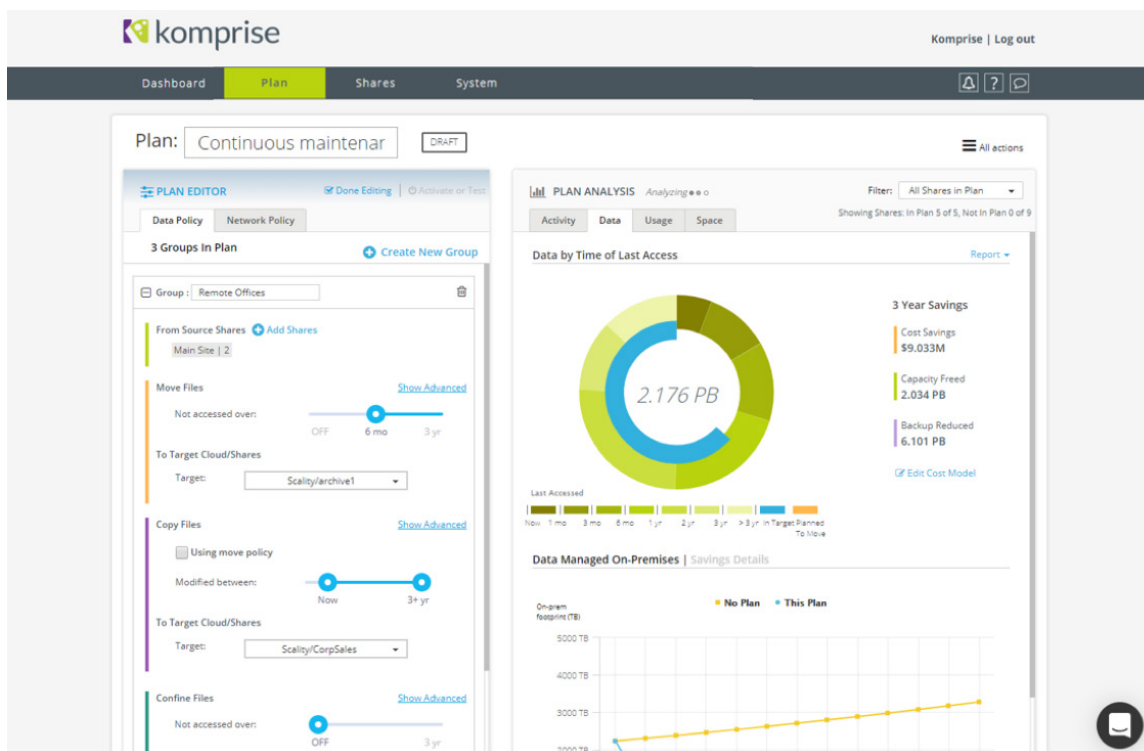 komprise
Komprise | Log out
Dashboard Plan Shares System
?
Plan: Continuous maintenar DRAFT
All actions
PLAN EDITOR Done Editing | Activate or Test
Data Policy Network Policy
3 Groups In Plan Create New Group
Group : Remote Offices
From Source Shares Add Shares
Main Site | 2
Move Files Show Advanced
Not accessed over:
OFF 6 mo 3 yr
To Target Cloud/Shares
Target: Scality/archive1
Copy Files Show Advanced
Using move policy
Modified between:
Now 3+ yr
To Target Cloud/Shares
Target: Scality/CorpSales
Confine Files Show Advanced
Not accessed over:
OFF 3 yr
PLAN ANALYSIS Analyzing
Filter: All Shares in Plan
Showing Shares: In Plan 5 of 5, Not In Plan 0 of 9
Activity Data Usage Space
Data by Time of Last Access Report
2.176 PB
3 Year Savings
Cost Savings
$9.033M
Capacity Freed
2.034 PB
Backup Reduced
6.101 PB
Edit Cost Model
Last Accessed
Now 1 mo 3 mo 6 mo 1 yr 2 yr 3 yr > 3 yr In Target Planned
To Move
Data Managed On-Premises | Savings Details
On-prem
footprint (TB)
No Plan This Plan
5000 TB
4000 TB
3000 TB
2000 TB